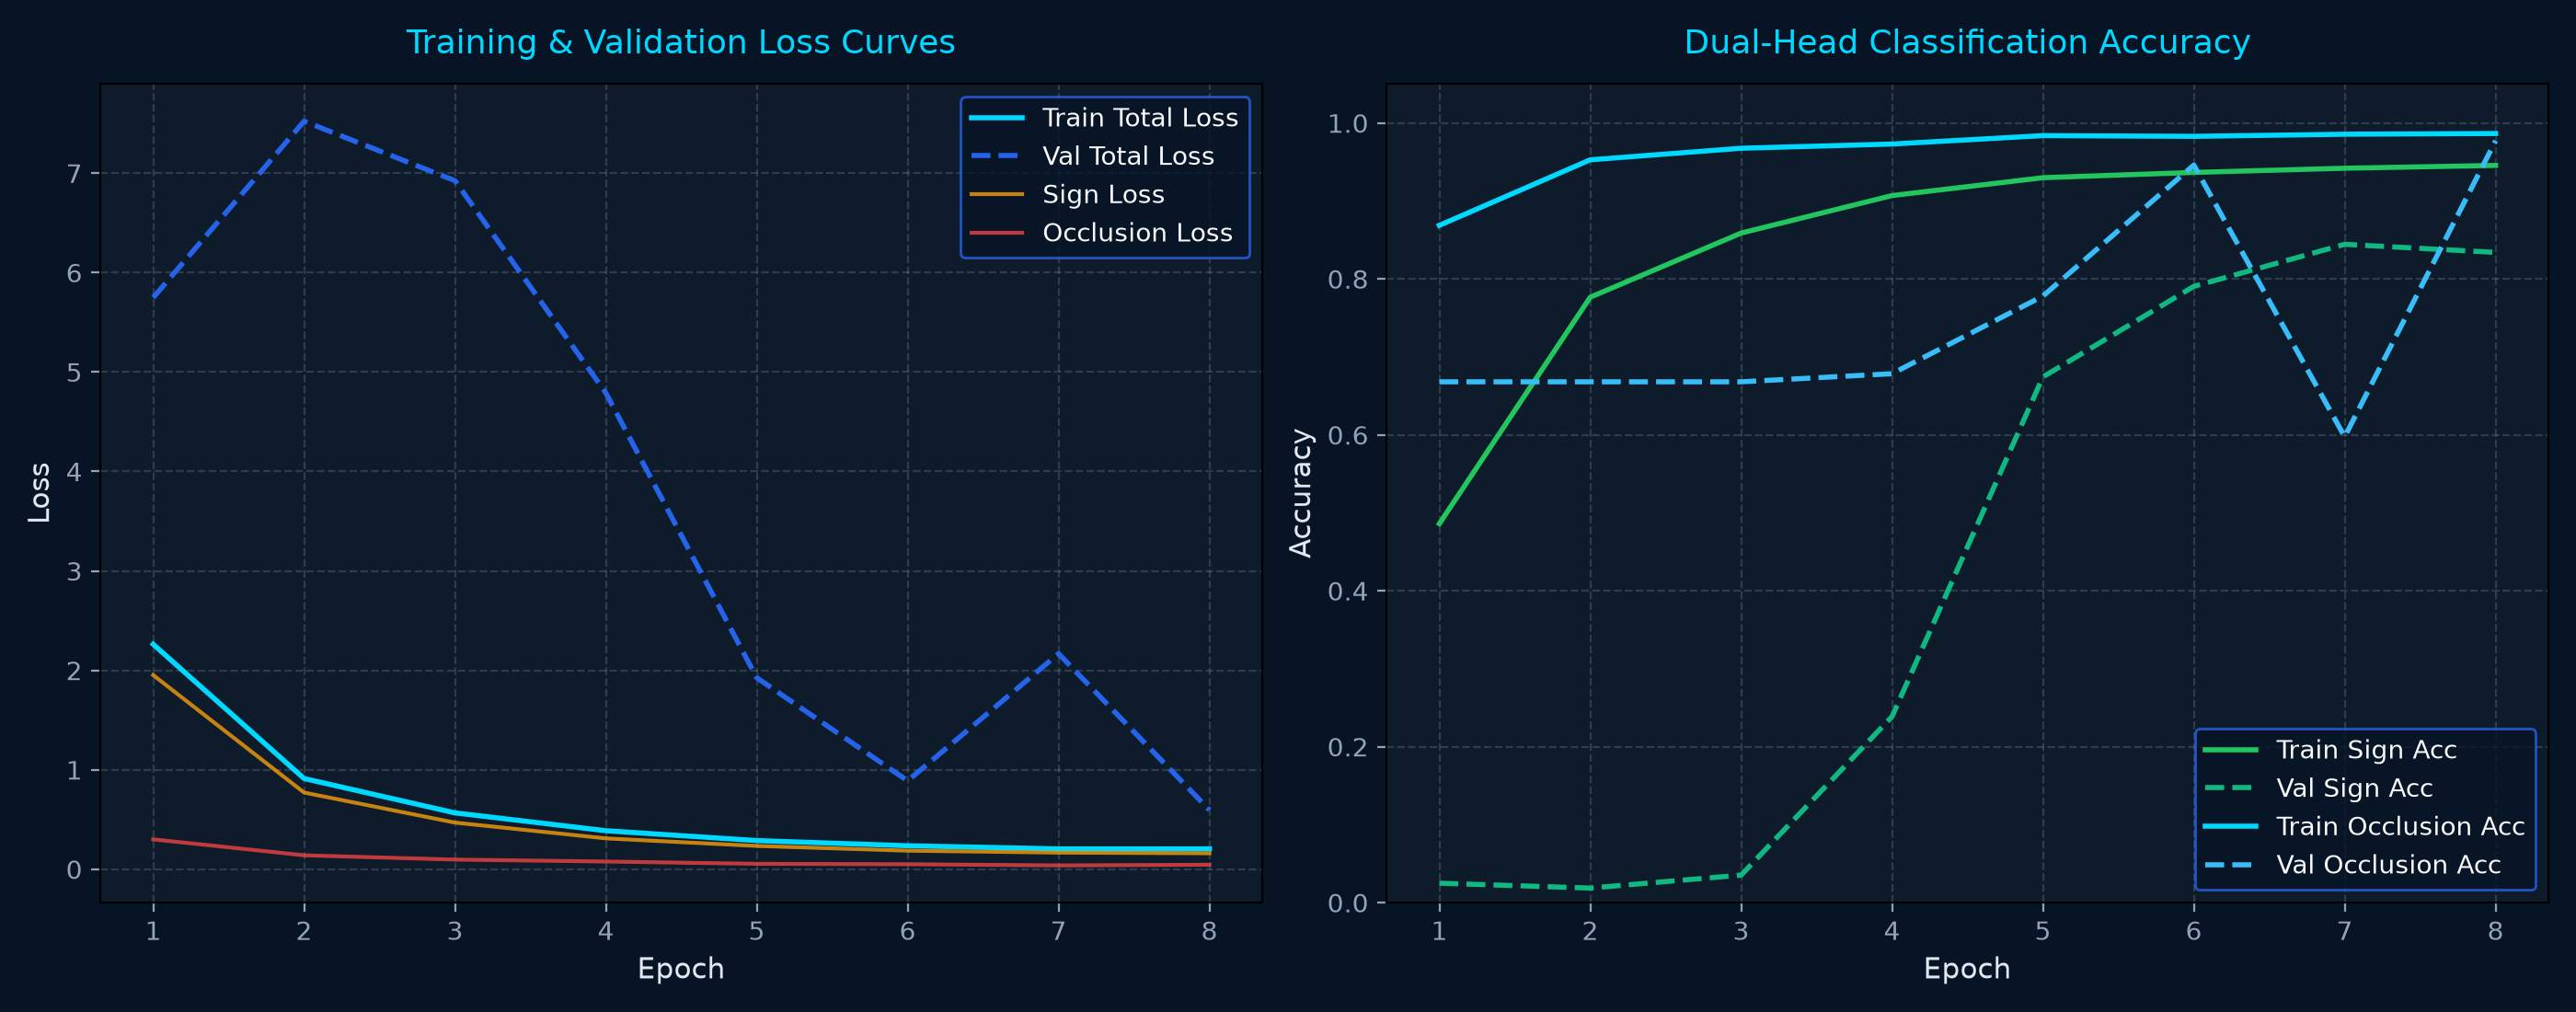 Training & Validation Loss Curves
Loss
7
6
5
4
3
2
1
0
Train Total Loss
Val Total Loss
Sign Loss
Occlusion Loss
1 2 3 4 5 6 7 8
Epoch
Dual-Head Classification Accuracy
Accuracy
1.0
0.8
0.6
0.4
0.2
0.0
Train Sign Acc
Val Sign Acc
Train Occlusion Acc
Val Occlusion Acc
1 2 3 4 5 6 7 8
Epoch